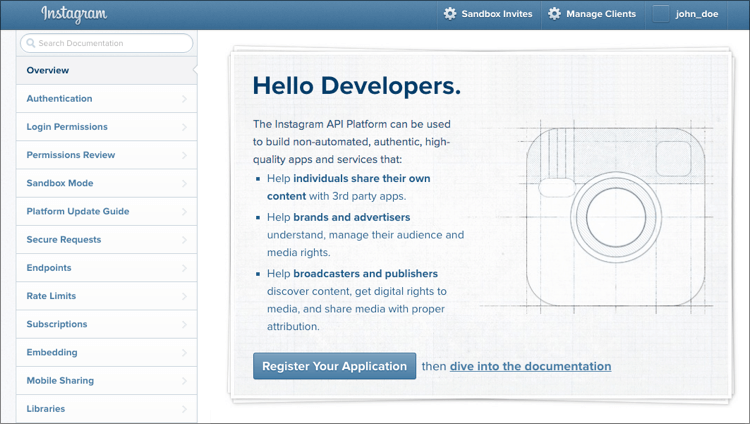 Instagram
Sandbox Invites
Manage Clients
john_doe
Search Documentation
Overview
Authentication
Login Permissions
Permissions Review
Sandbox Mode
Platform Update Guide
Secure Requests
Endpoints
Rate Limits
Subscriptions
Embedding
Mobile Sharing
Libraries
Hello Developers.
The Instagram API Platform can be used
to build non-automated, authentic, high-
quality apps and services that:
Help individuals share their own
content with 3rd party apps.
Help brands and advertisers
understand, manage their audience and
media rights.
Help broadcasters and publishers
discover content, get digital rights to
media, and share media with proper
attribution.
Register Your Application then dive into the documentation